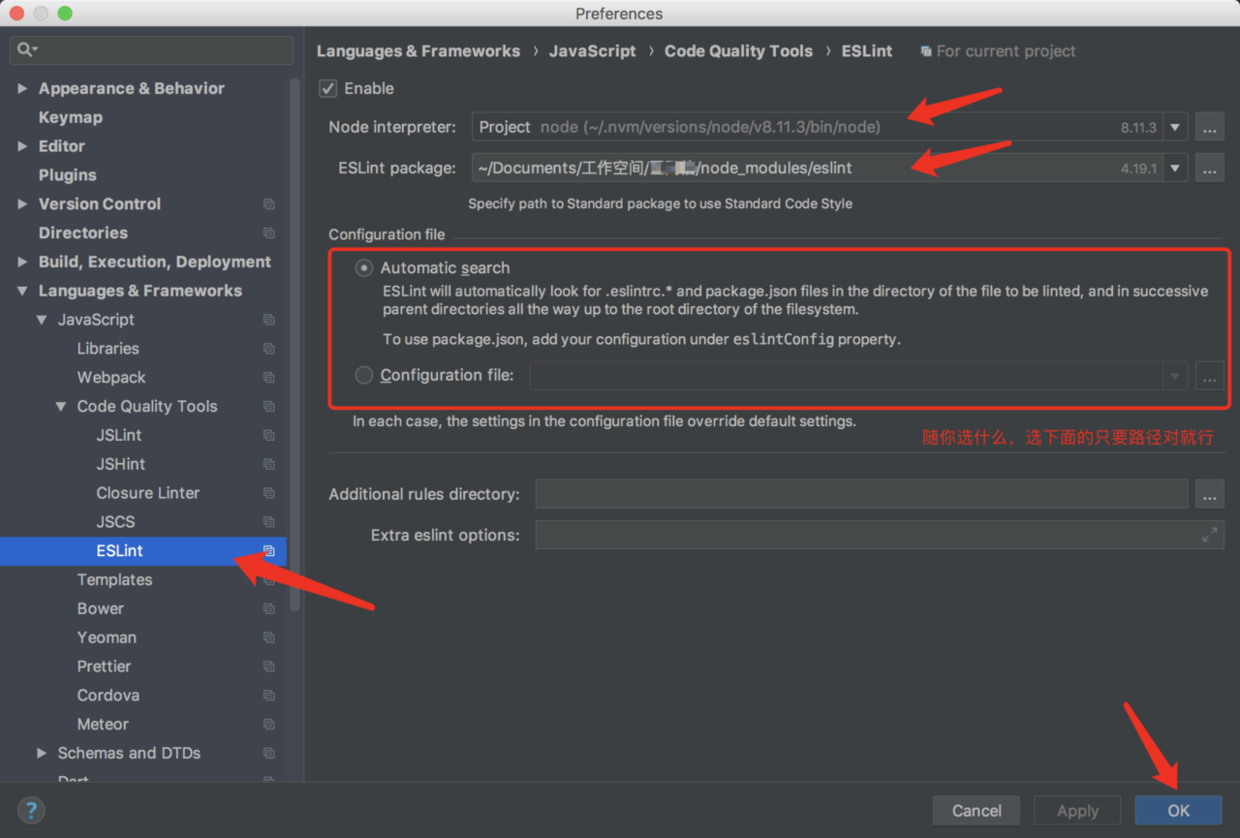 Preferences
Languages & Frameworks › JavaScript › Code Quality Tools › ESLint For current project
Appearance & Behavior
Keymap
Editor
Plugins
Version Control
Directories
Build, Execution, Deployment
Languages & Frameworks
JavaScript
Libraries
Webpack
Code Quality Tools
JSLint
JSHint
Closure Linter
JSCS
ESLint
Templates
Bower
Yeoman
Prettier
Cordova
Meteor
Schemas and DTDs
Dart
Enable
Node interpreter: Project node (~/.nvm/versions/node/v8.11.3/bin/node) 8.11.3 ...
ESLint package: ~/Documents/工作空间/ /node_modules/eslint 4.19.1 ...
Specify path to Standard package to use Standard Code Style
Configuration file
Automatic search
ESLint will automatically look for .eslintrc.* and package.json files in the directory of the file to be linted, and in successive
parent directories all the way up to the root directory of the filesystem.
To use package.json, add your configuration under eslintConfig property.
Configuration file: ...
In each case, the settings in the configuration file override default settings.
随你选什么，选下面的只要路径对就行
Additional rules directory: ...
Extra eslint options:
? Cancel Apply OK